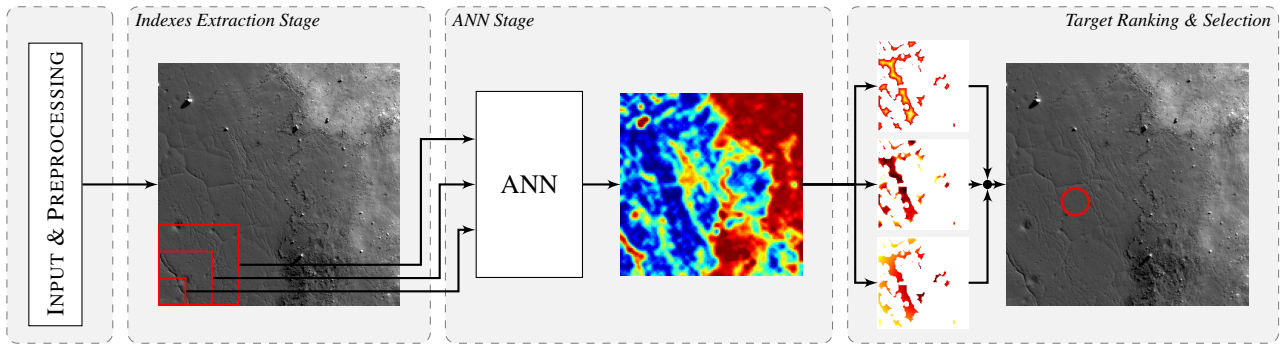 INPUT & PREPROCESSING
Indexes Extraction Stage
ANN Stage
ANN
Target Ranking & Selection